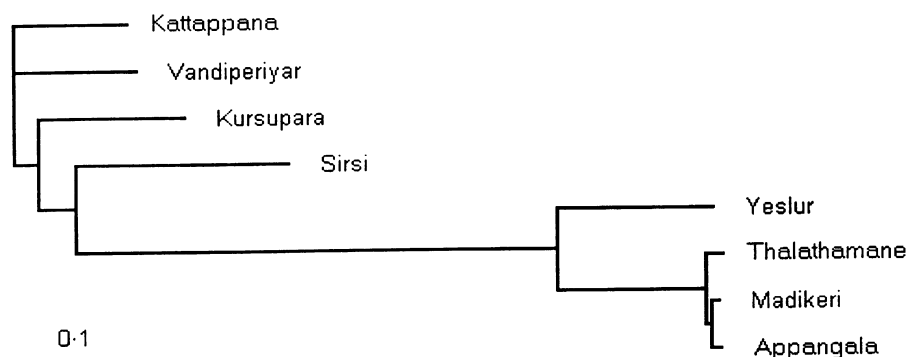 Kattappana
Vandiperiyar
Kursupara
Sirsi
Yeslur
Thalathamane
Madikeri
0·1
Appangala